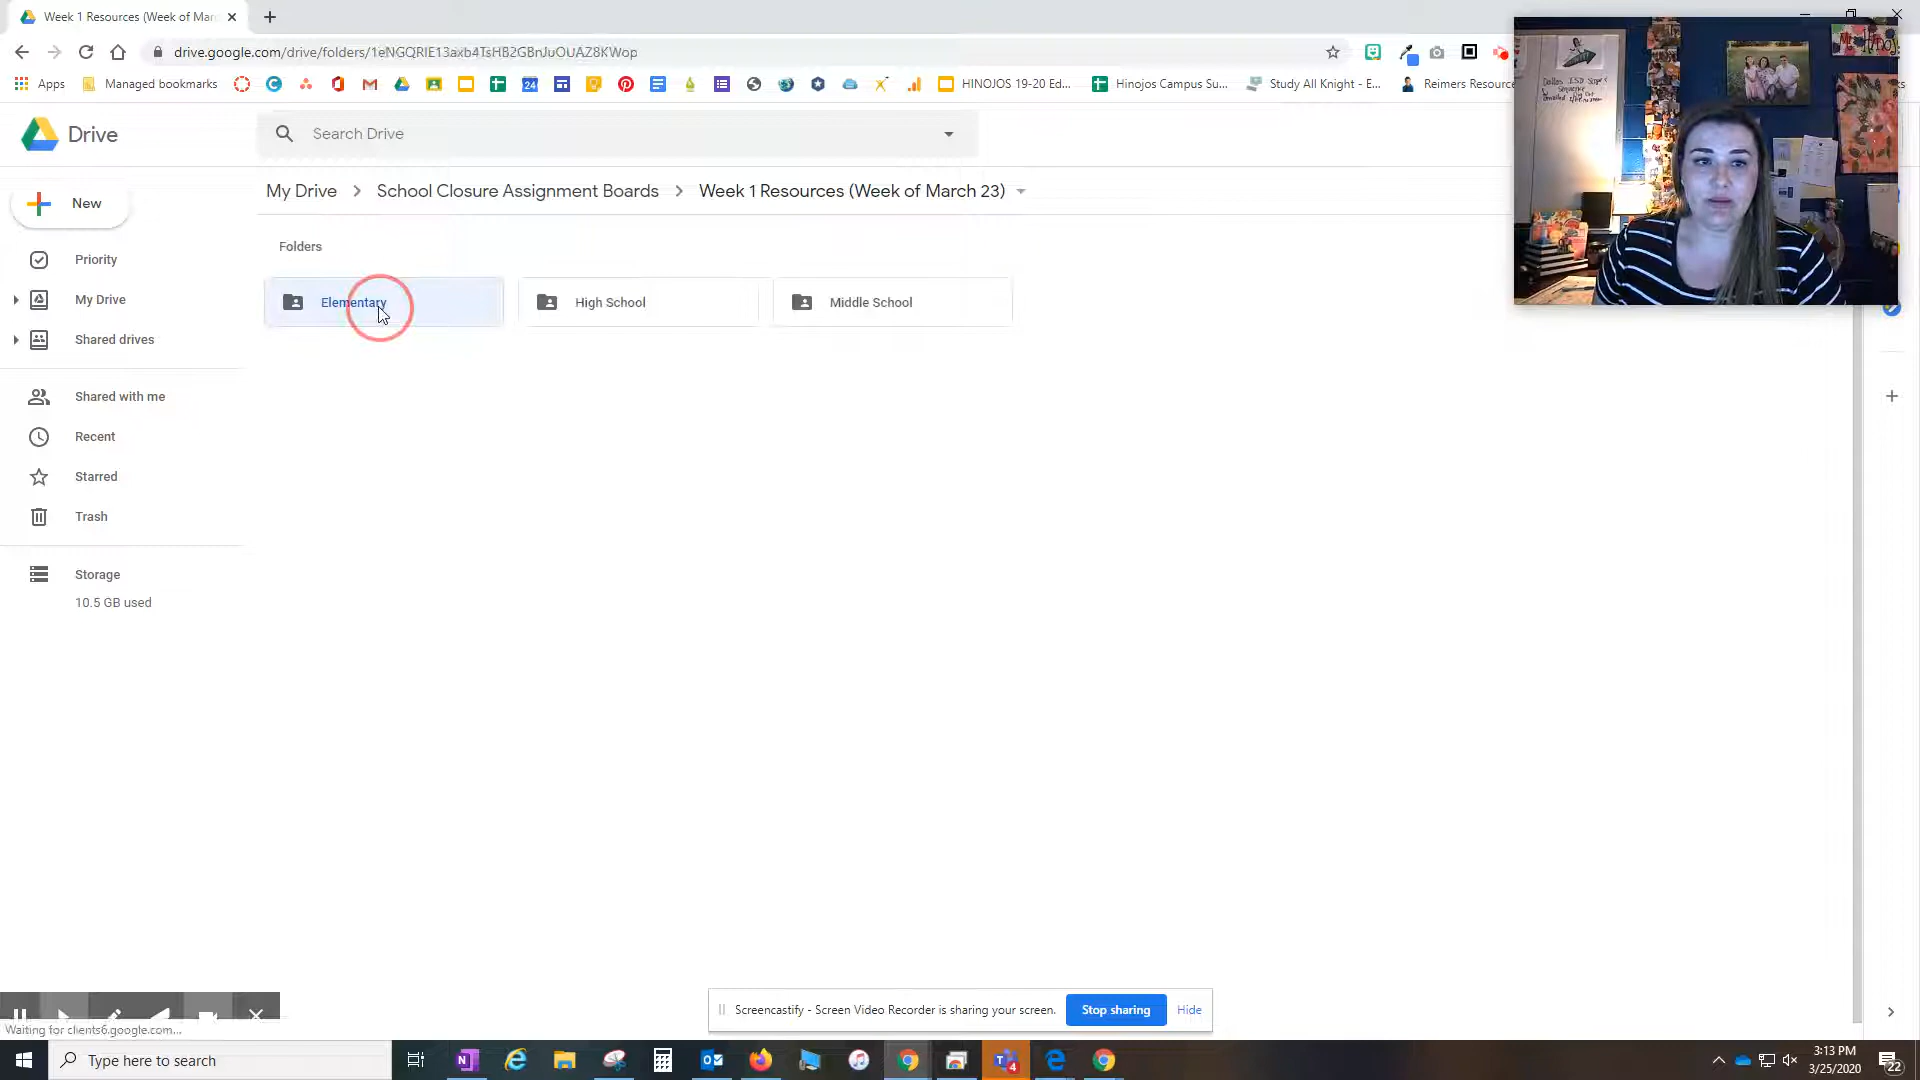 Week 1 Resources (Week of Mar
drive.google.com/drive/folders/1eNGQRIE13axb4TsHB2GBnJuOUAZ8KWop
Apps
Managed bookmarks
24
HINOJOS 19-20 Ed...
Hinojos Campus Su...
Study All Knight - E...
Reimers Resource
Drive
Search Drive
My Drive
School Closure Assignment Boards
Week 1 Resources (Week of March 23)
New
Folders
Elementary
High School
Middle School
Priority
My Drive
Shared drives
Shared with me
Recent
Starred
Trash
Storage
10.5 GB used
Screencastify - Screen Video Recorder is sharing your screen.
Stop sharing
Hide
Waiting for clients6.google.com...
Type here to search
4
3:13 PM
3/25/2020
22